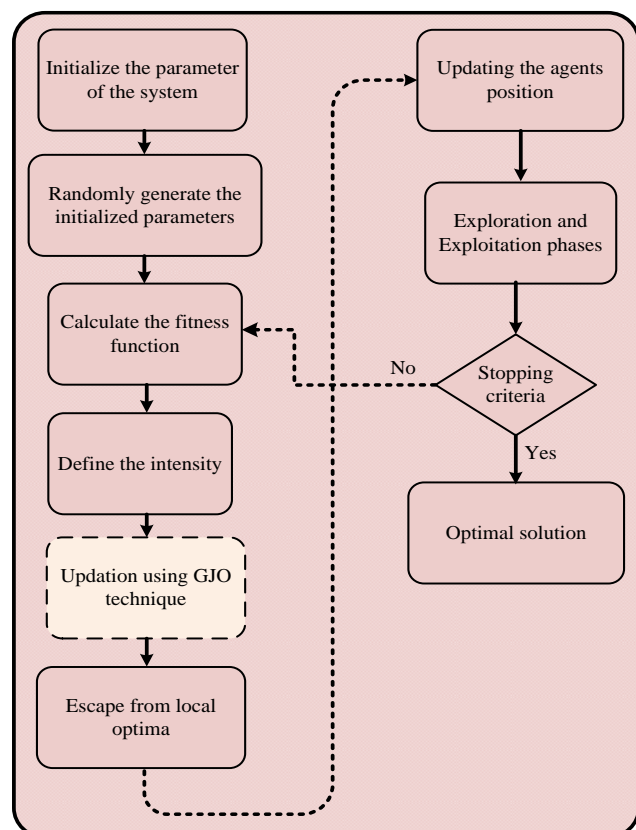 Initialize the parameter
of the system
Randomly generate the
initialized parameters
Calculate the fitness
function
Define the intensity
Updation using GJO
technique
Escape from local
optima
Updating the agents
position
Exploration and
Exploitation phases
Stopping
criteria
No
Yes
Optimal solution